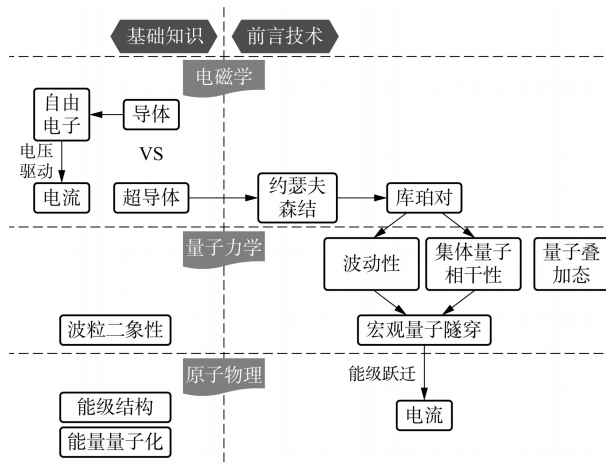 基础知识
前言技术
电磁学
自由
电子
导体
电压
驱动
VS
电流
超导体
约瑟夫
森结
库珀对
量子力学
波动性
集体量子
相干性
量子叠
加态
波粒二象性
宏观量子隧穿
原子物理
能级跃迁
能级结构
能量量子化
电流